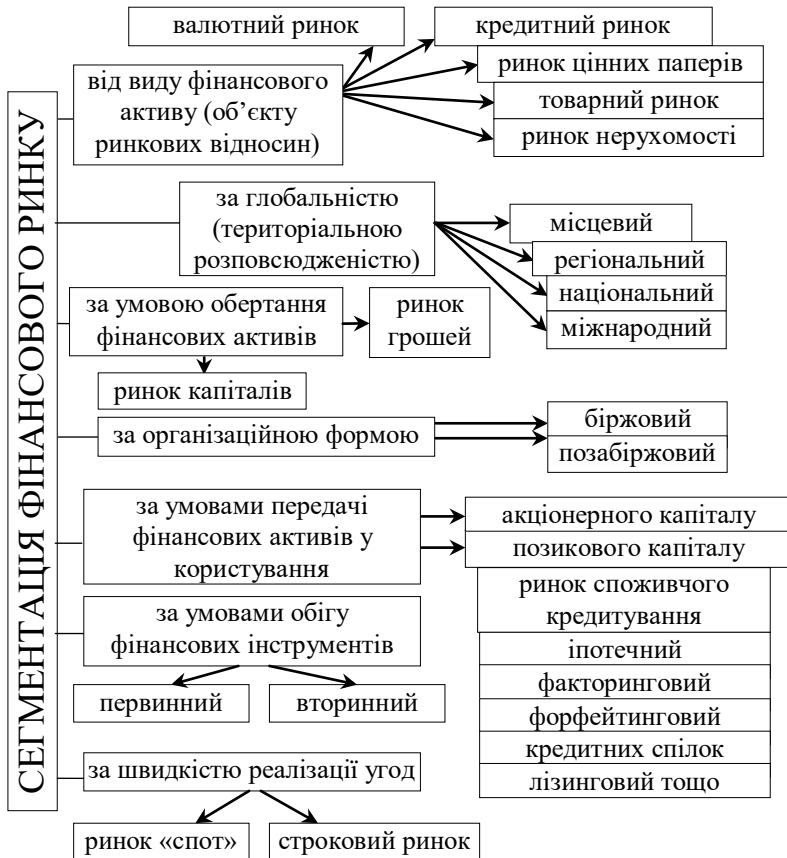 СЕГМЕНТАЦІЯ ФІНАНСОВОГО РИНКУ
валютний ринок
кредитний ринок
від виду фінансового
активу (об’єкту
ринкових відносин)
ринок цінних паперів
товарний ринок
ринок нерухомості
за глобальністю
(територіальною
розповсюдженістю)
місцевий
регіональний
національний
міжнародний
за умовою обертання
фінансових активів
ринок
грошей
ринок капіталів
за організаційною формою
біржовий
позабіржовий
за умовами передачі
фінансових активів у
користування
акціонерного капіталу
позикового капіталу
ринок споживчого
кредитування
іпотечний
факторинговий
форфейтинговий
кредитних спілок
лізинговий тощо
за умовами обігу
фінансових інструментів
первинний
вторинний
за швидкістю реалізації угод
ринок «спот»
строковий ринок